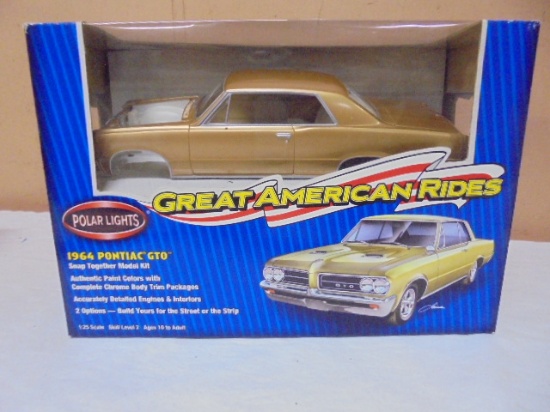 GREAT AMERICAN RIDES
POLAR LIGHTS
1964 PONTIAC GTO™
Snap Together Model Kit
Authentic Paint Colors with
Complete Chrome Body Trim Packages
Accurately Detailed Engines & Interiors
2 Options — Build Yours for the Street or the Strip
1:25 Scale Skill Level 2 Ages 10 to Adult
GTO